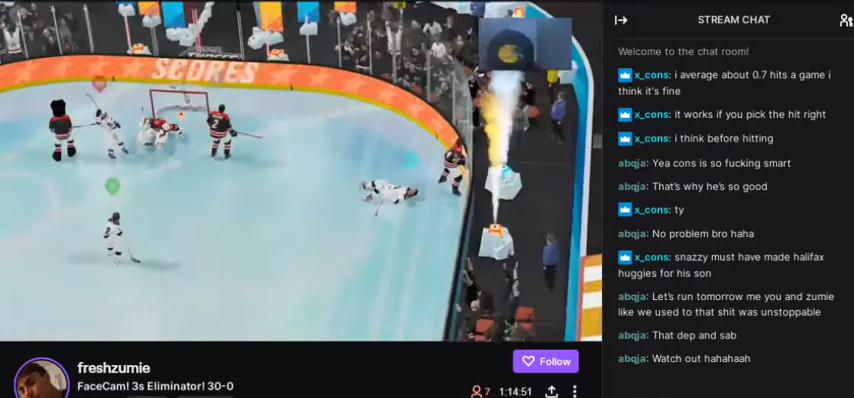 SCORES
2
STREAM CHAT
Welcome to the chat room!
x_cons: i average about 0.7 hits a game i
think it's fine
x_cons: it works if you pick the hit right
x_cons: i think before hitting
abqja: Yea cons is so fucking smart
abqja: That's why he's so good
x_cons: ty
abqja: No problem bro haha
x_cons: snazzy must have made halifax
huggies for his son
abqja: Let's run tomorrow me you and zumie
like we used to that shit was unstoppable
abqja: That dep and sab
abqja: Watch out hahahaah
freshzumie
Follow
FaceCam! 3s Eliminator! 30-0
7
1:14:51